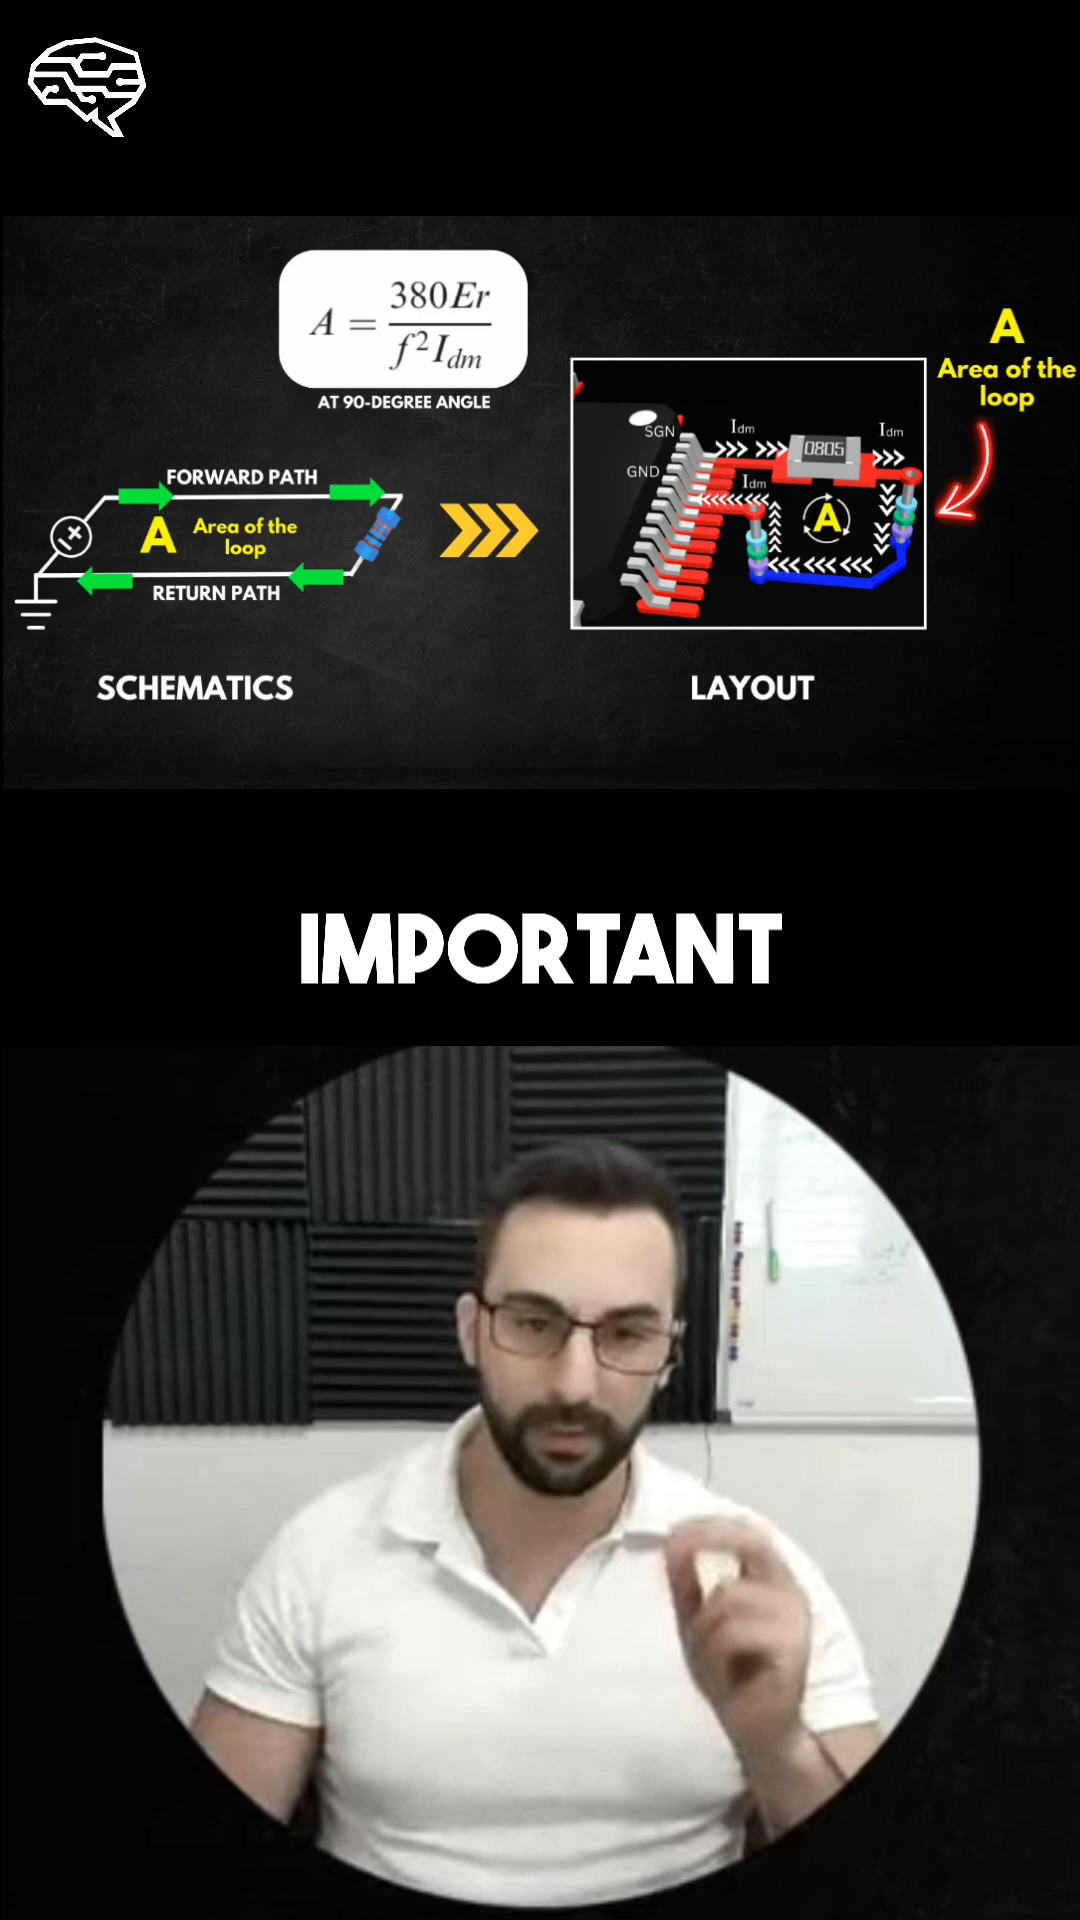 A = 380Er / f²Idm
AT 90-DEGREE ANGLE
A
Area of the
loop
SGN
GND
Idm
Idm
Idm
0805
A
FORWARD PATH
A
Area of the
loop
RETURN PATH
SCHEMATICS
LAYOUT
IMPORTANT